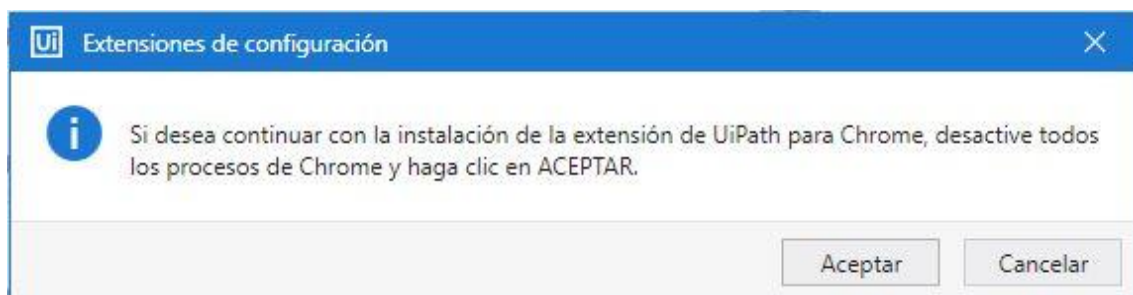 Ui Extensiones de configuración
Si desea continuar con la instalación de la extensión de UiPath para Chrome, desactive todos
los procesos de Chrome y haga clic en ACEPTAR.
Aceptar Cancelar